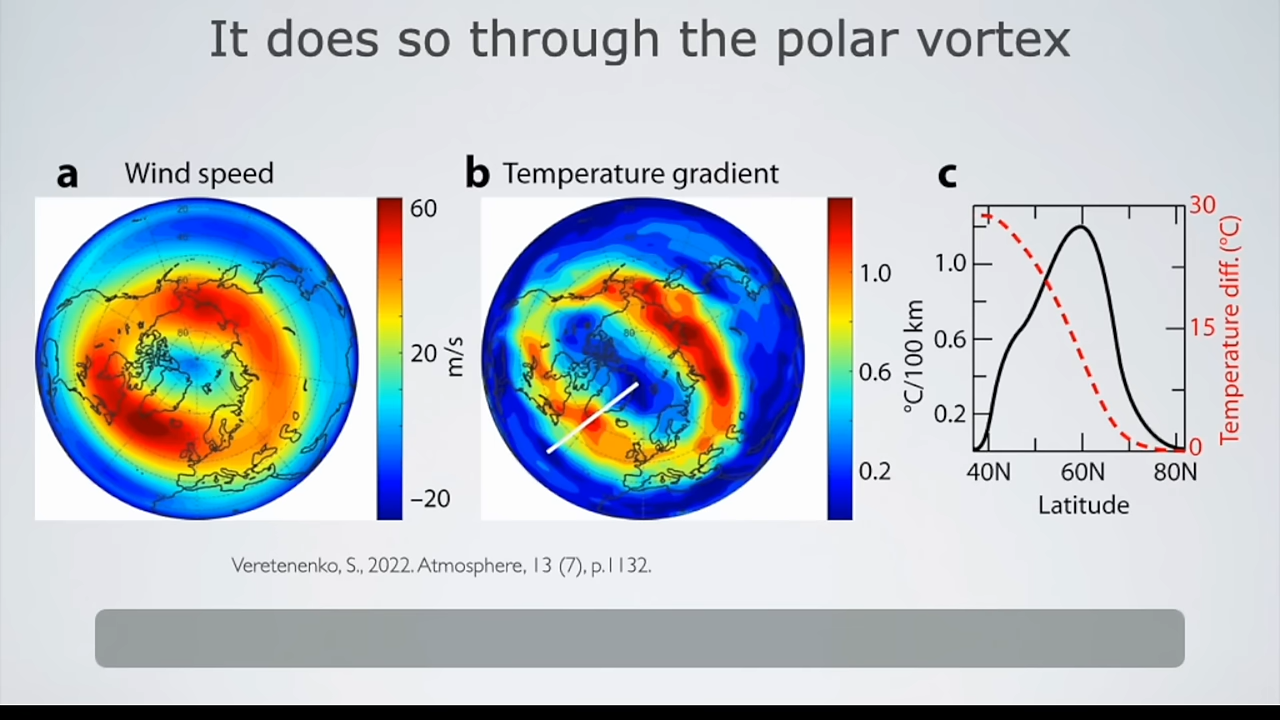 It does so through the polar vortex
a Wind speed
60
20
–20
m/s
b Temperature gradient
80
1.0
0.6
0.2
c
°C/100 km
1.0
0.6
0.2
40N 60N 80N
Latitude
30
15
0
Temperature diff.(°C)
Veretenenko, S., 2022. Atmosphere, 13 (7), p.1132.